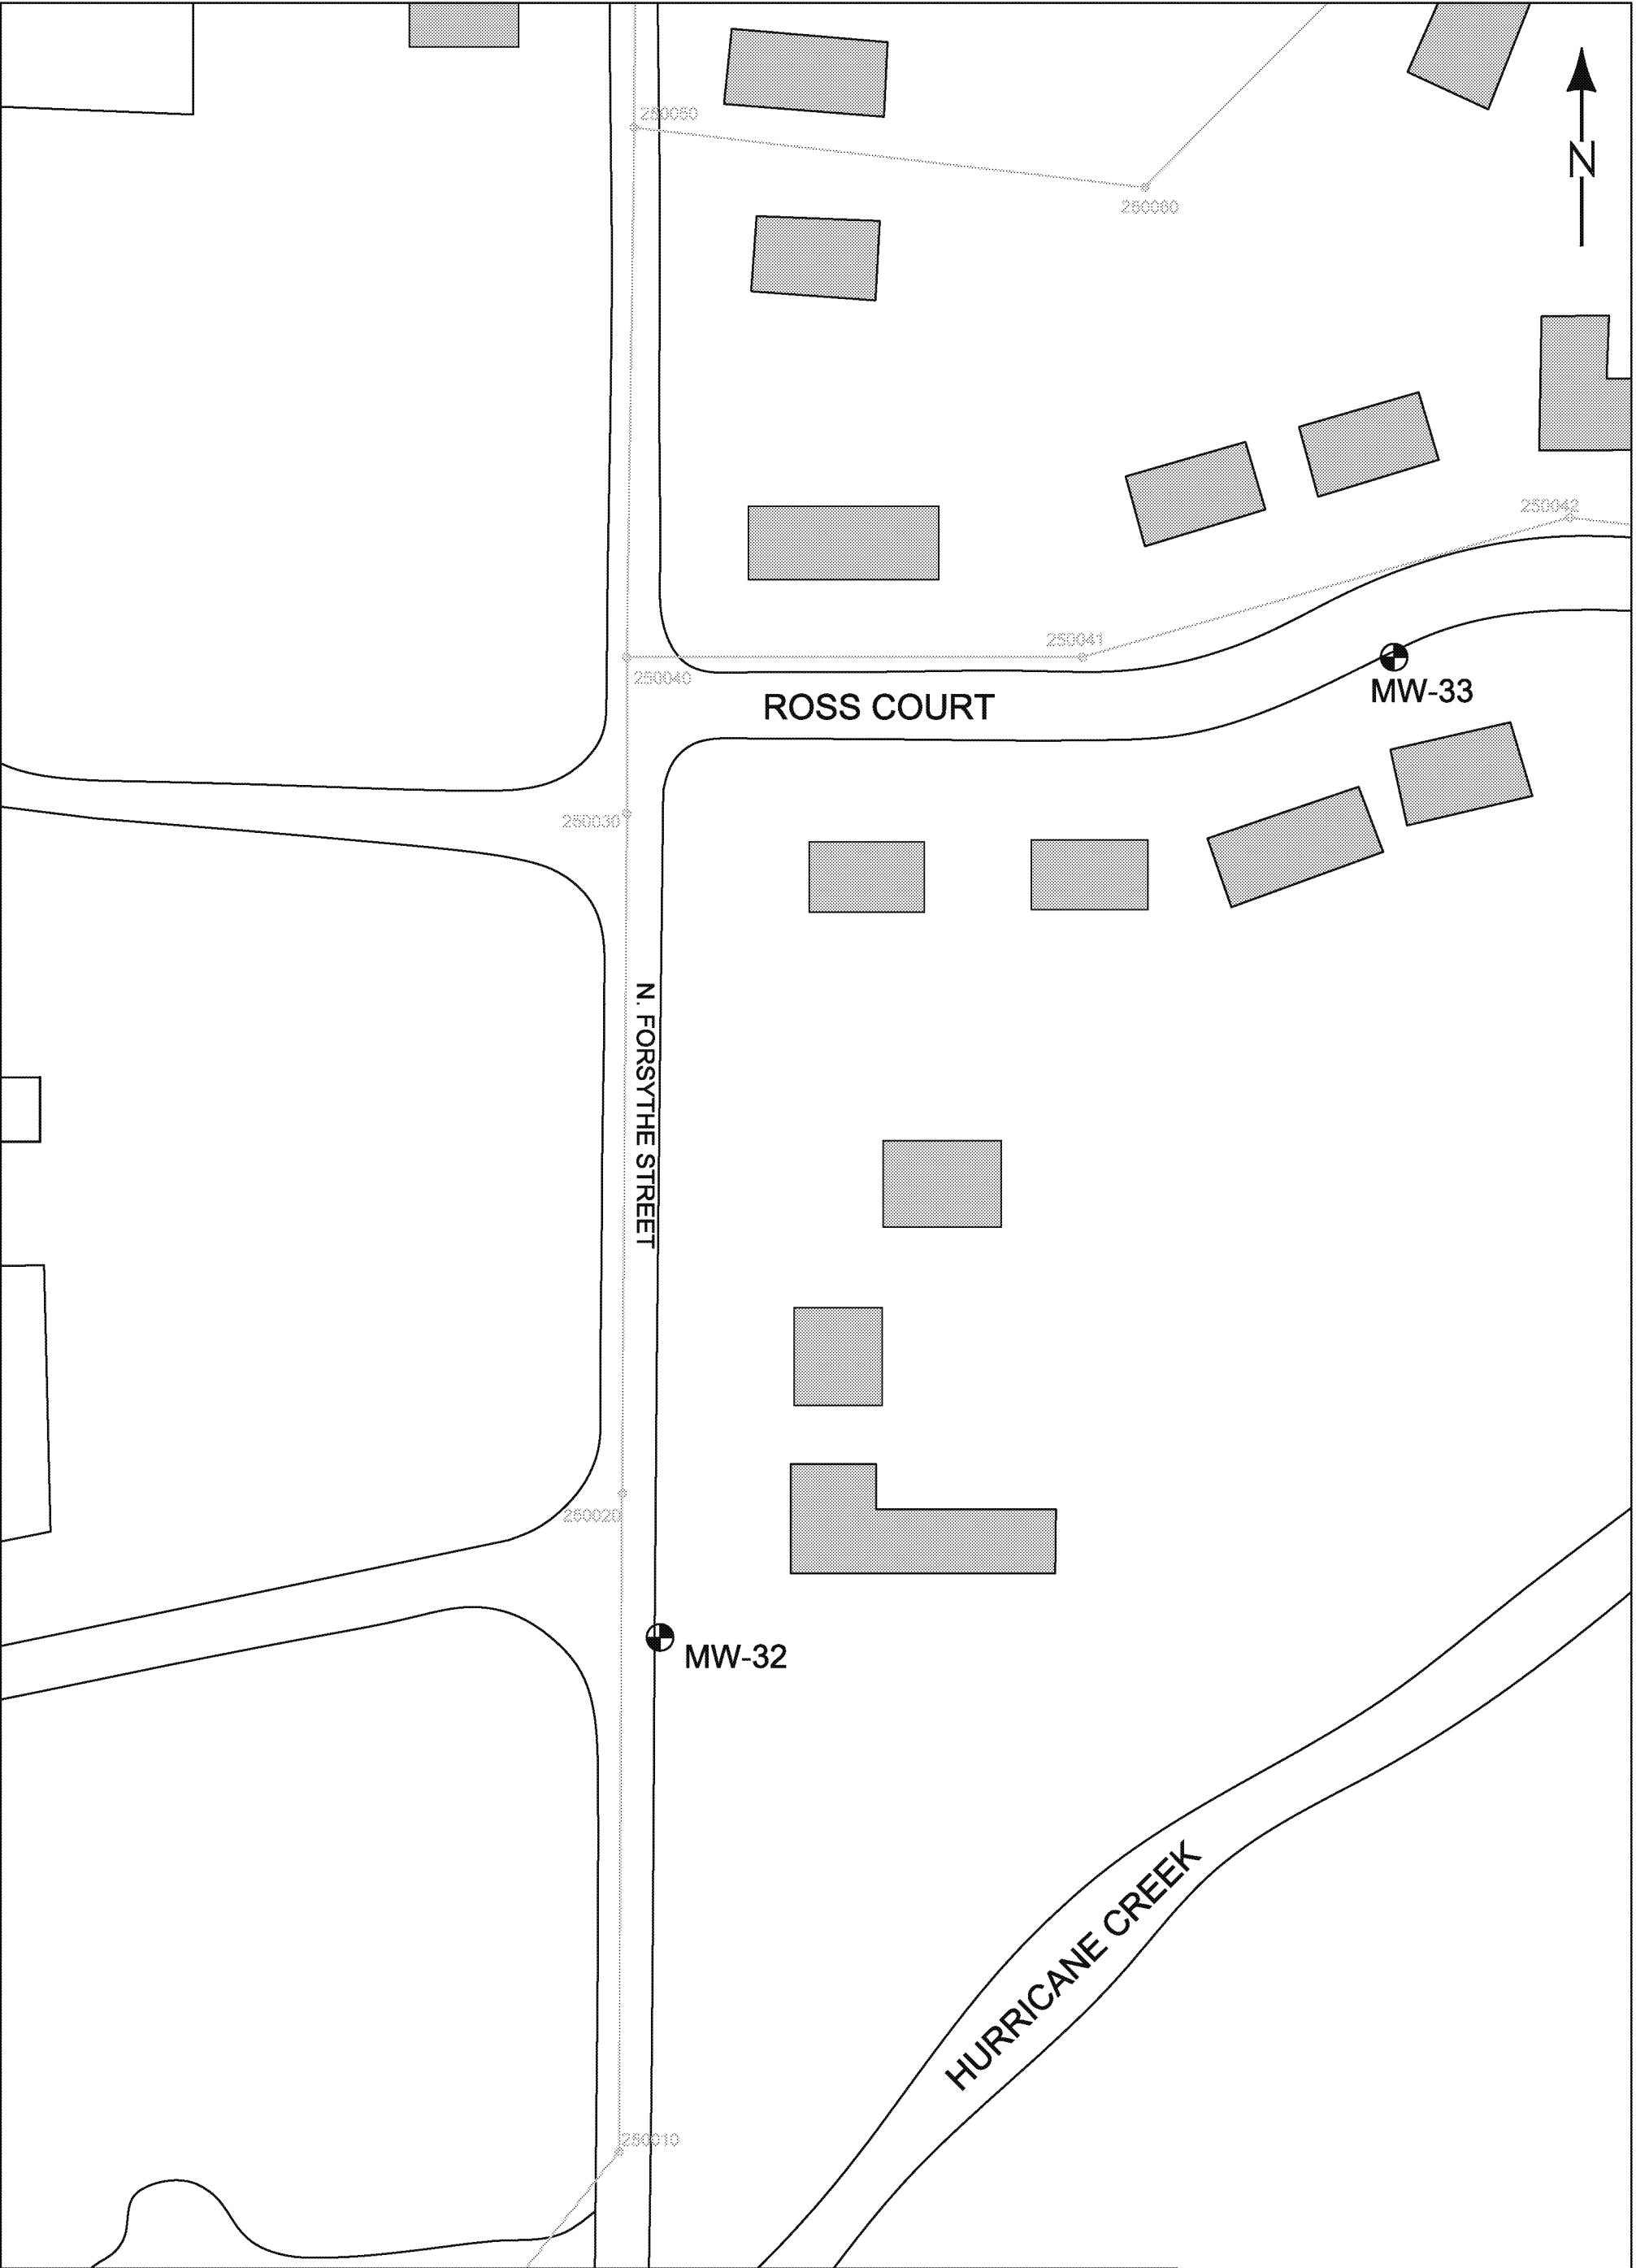 250050
N
250060
250042
250041
250040
MW-33
ROSS COURT
250030
N. FORSYTHE STREET
250020
MW-32
HURRICANE CREEK
250010